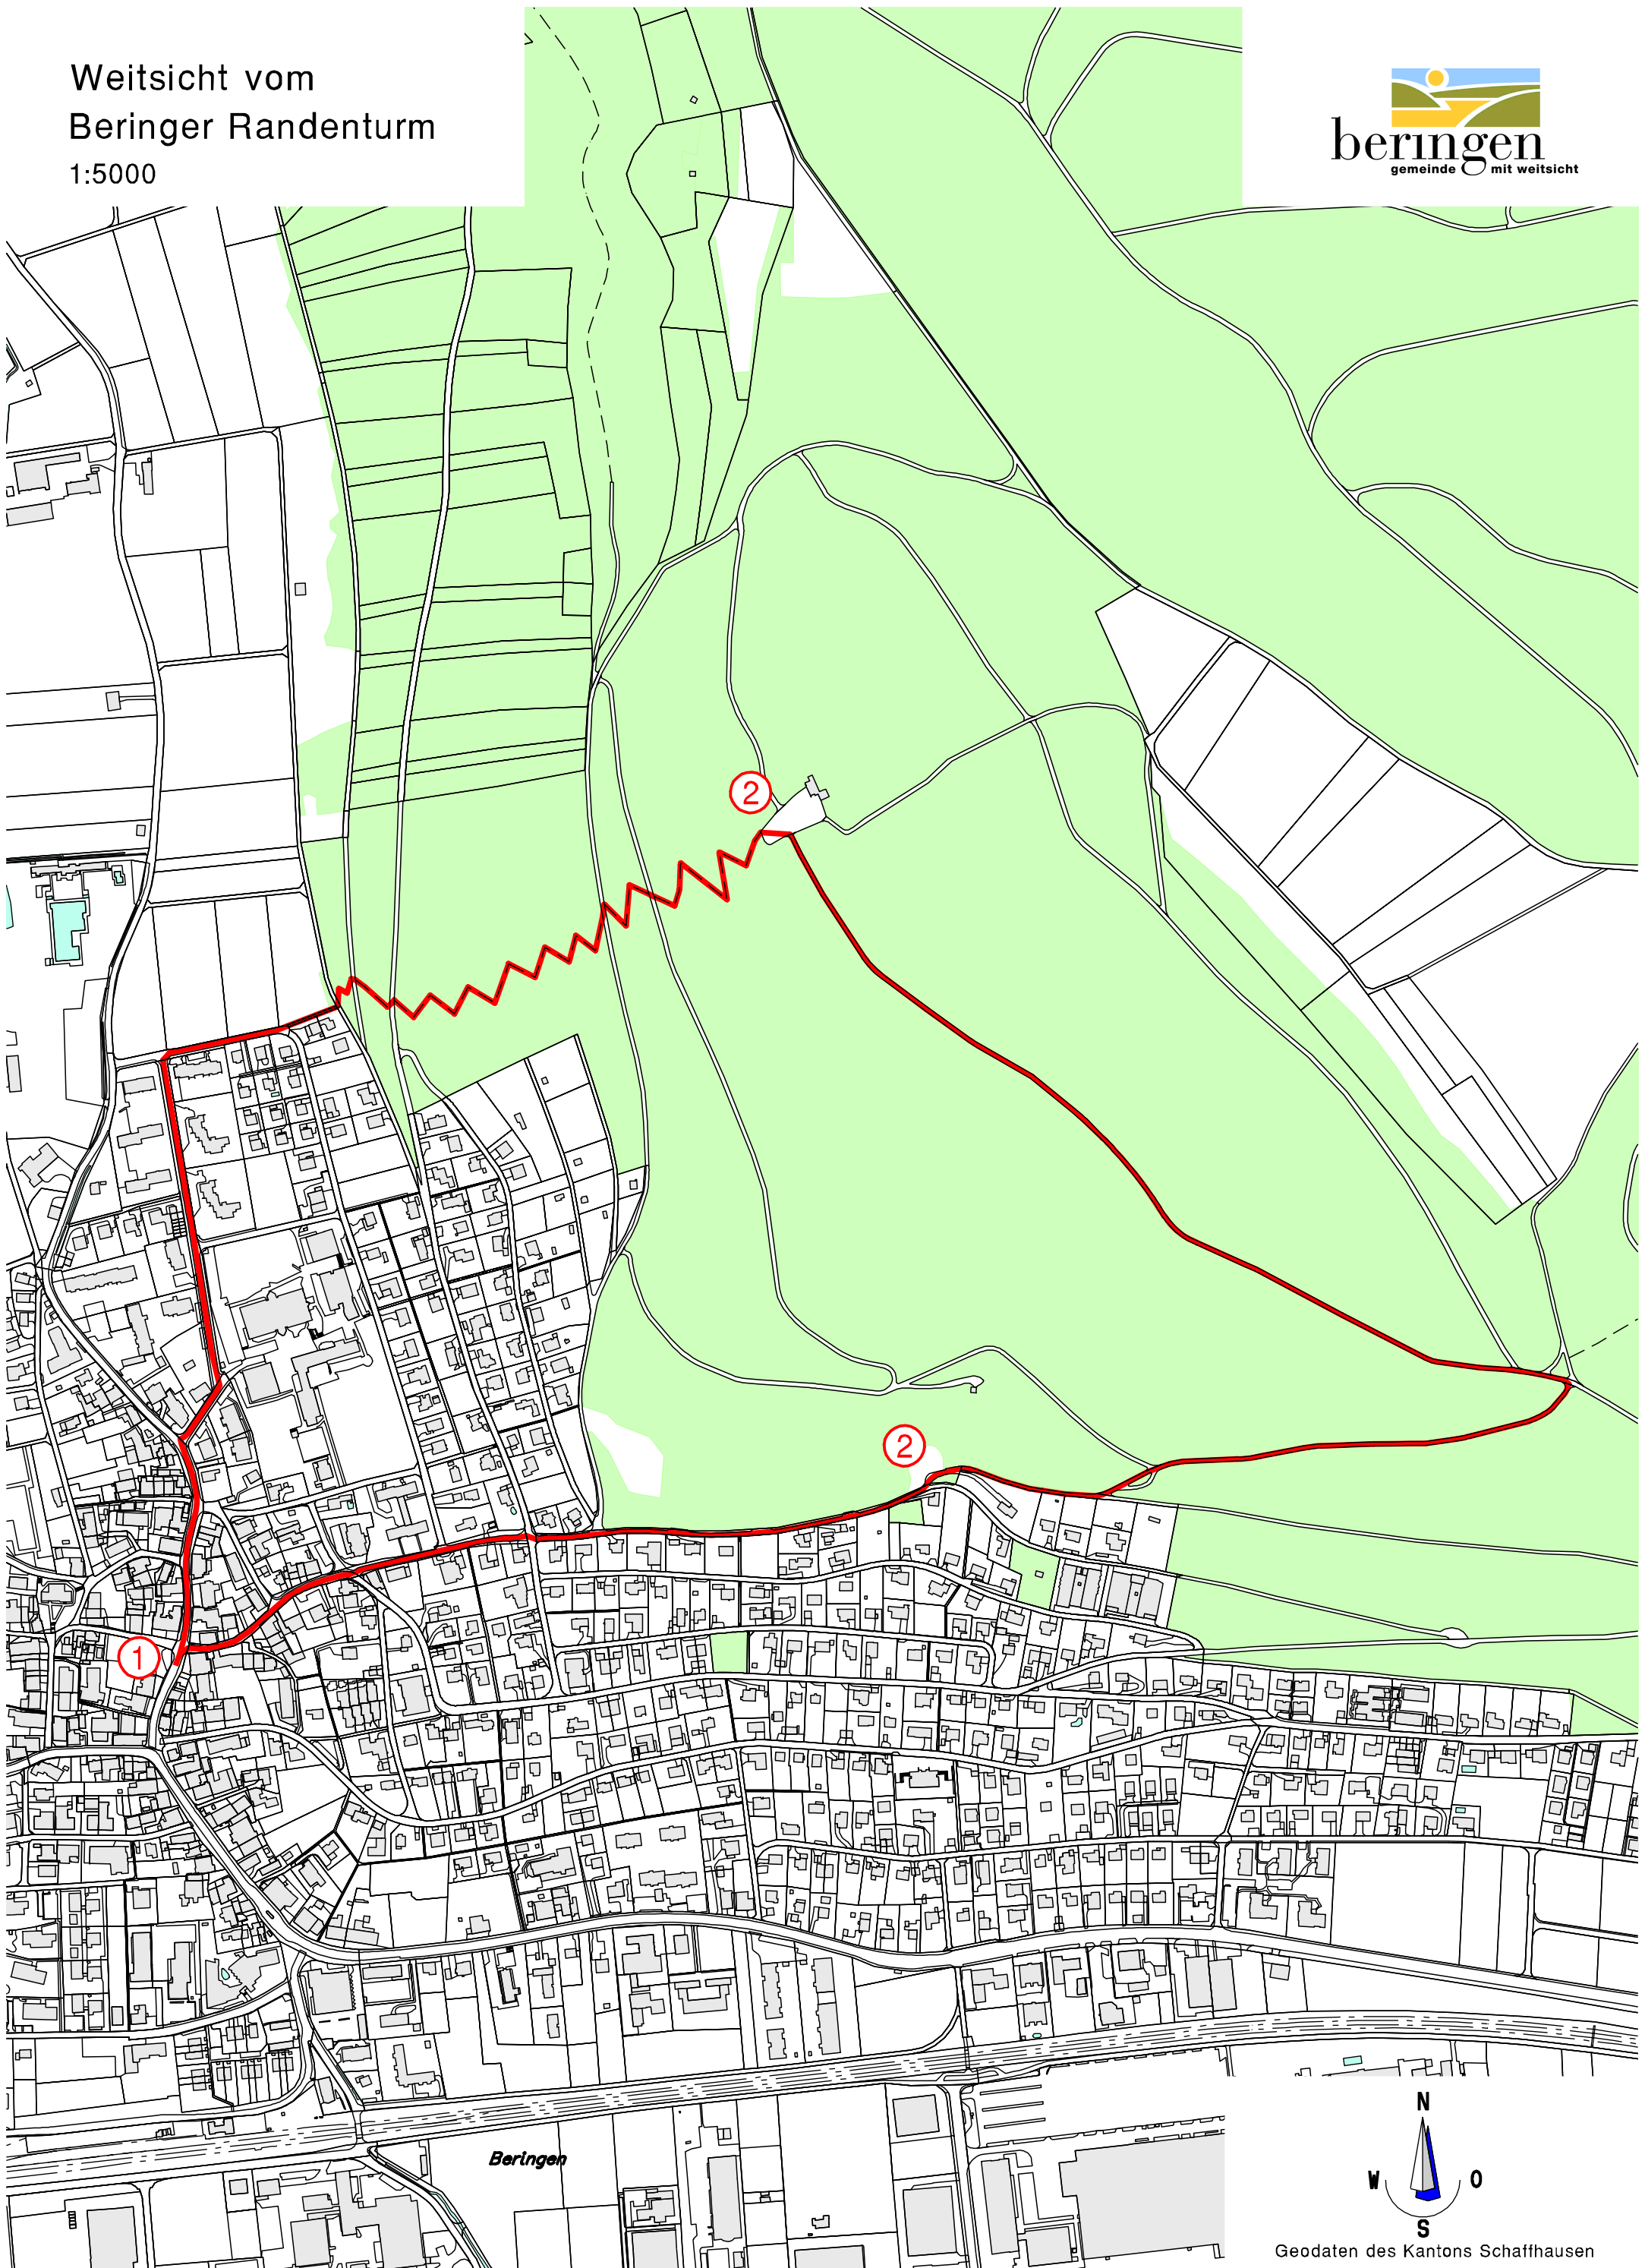 Weitsicht vom
Beringer Randenturm
1:5000
beringen
gemeinde mit weitsicht
2
2
1
Beringen
N
W O
S
Geodaten des Kantons Schaffhausen